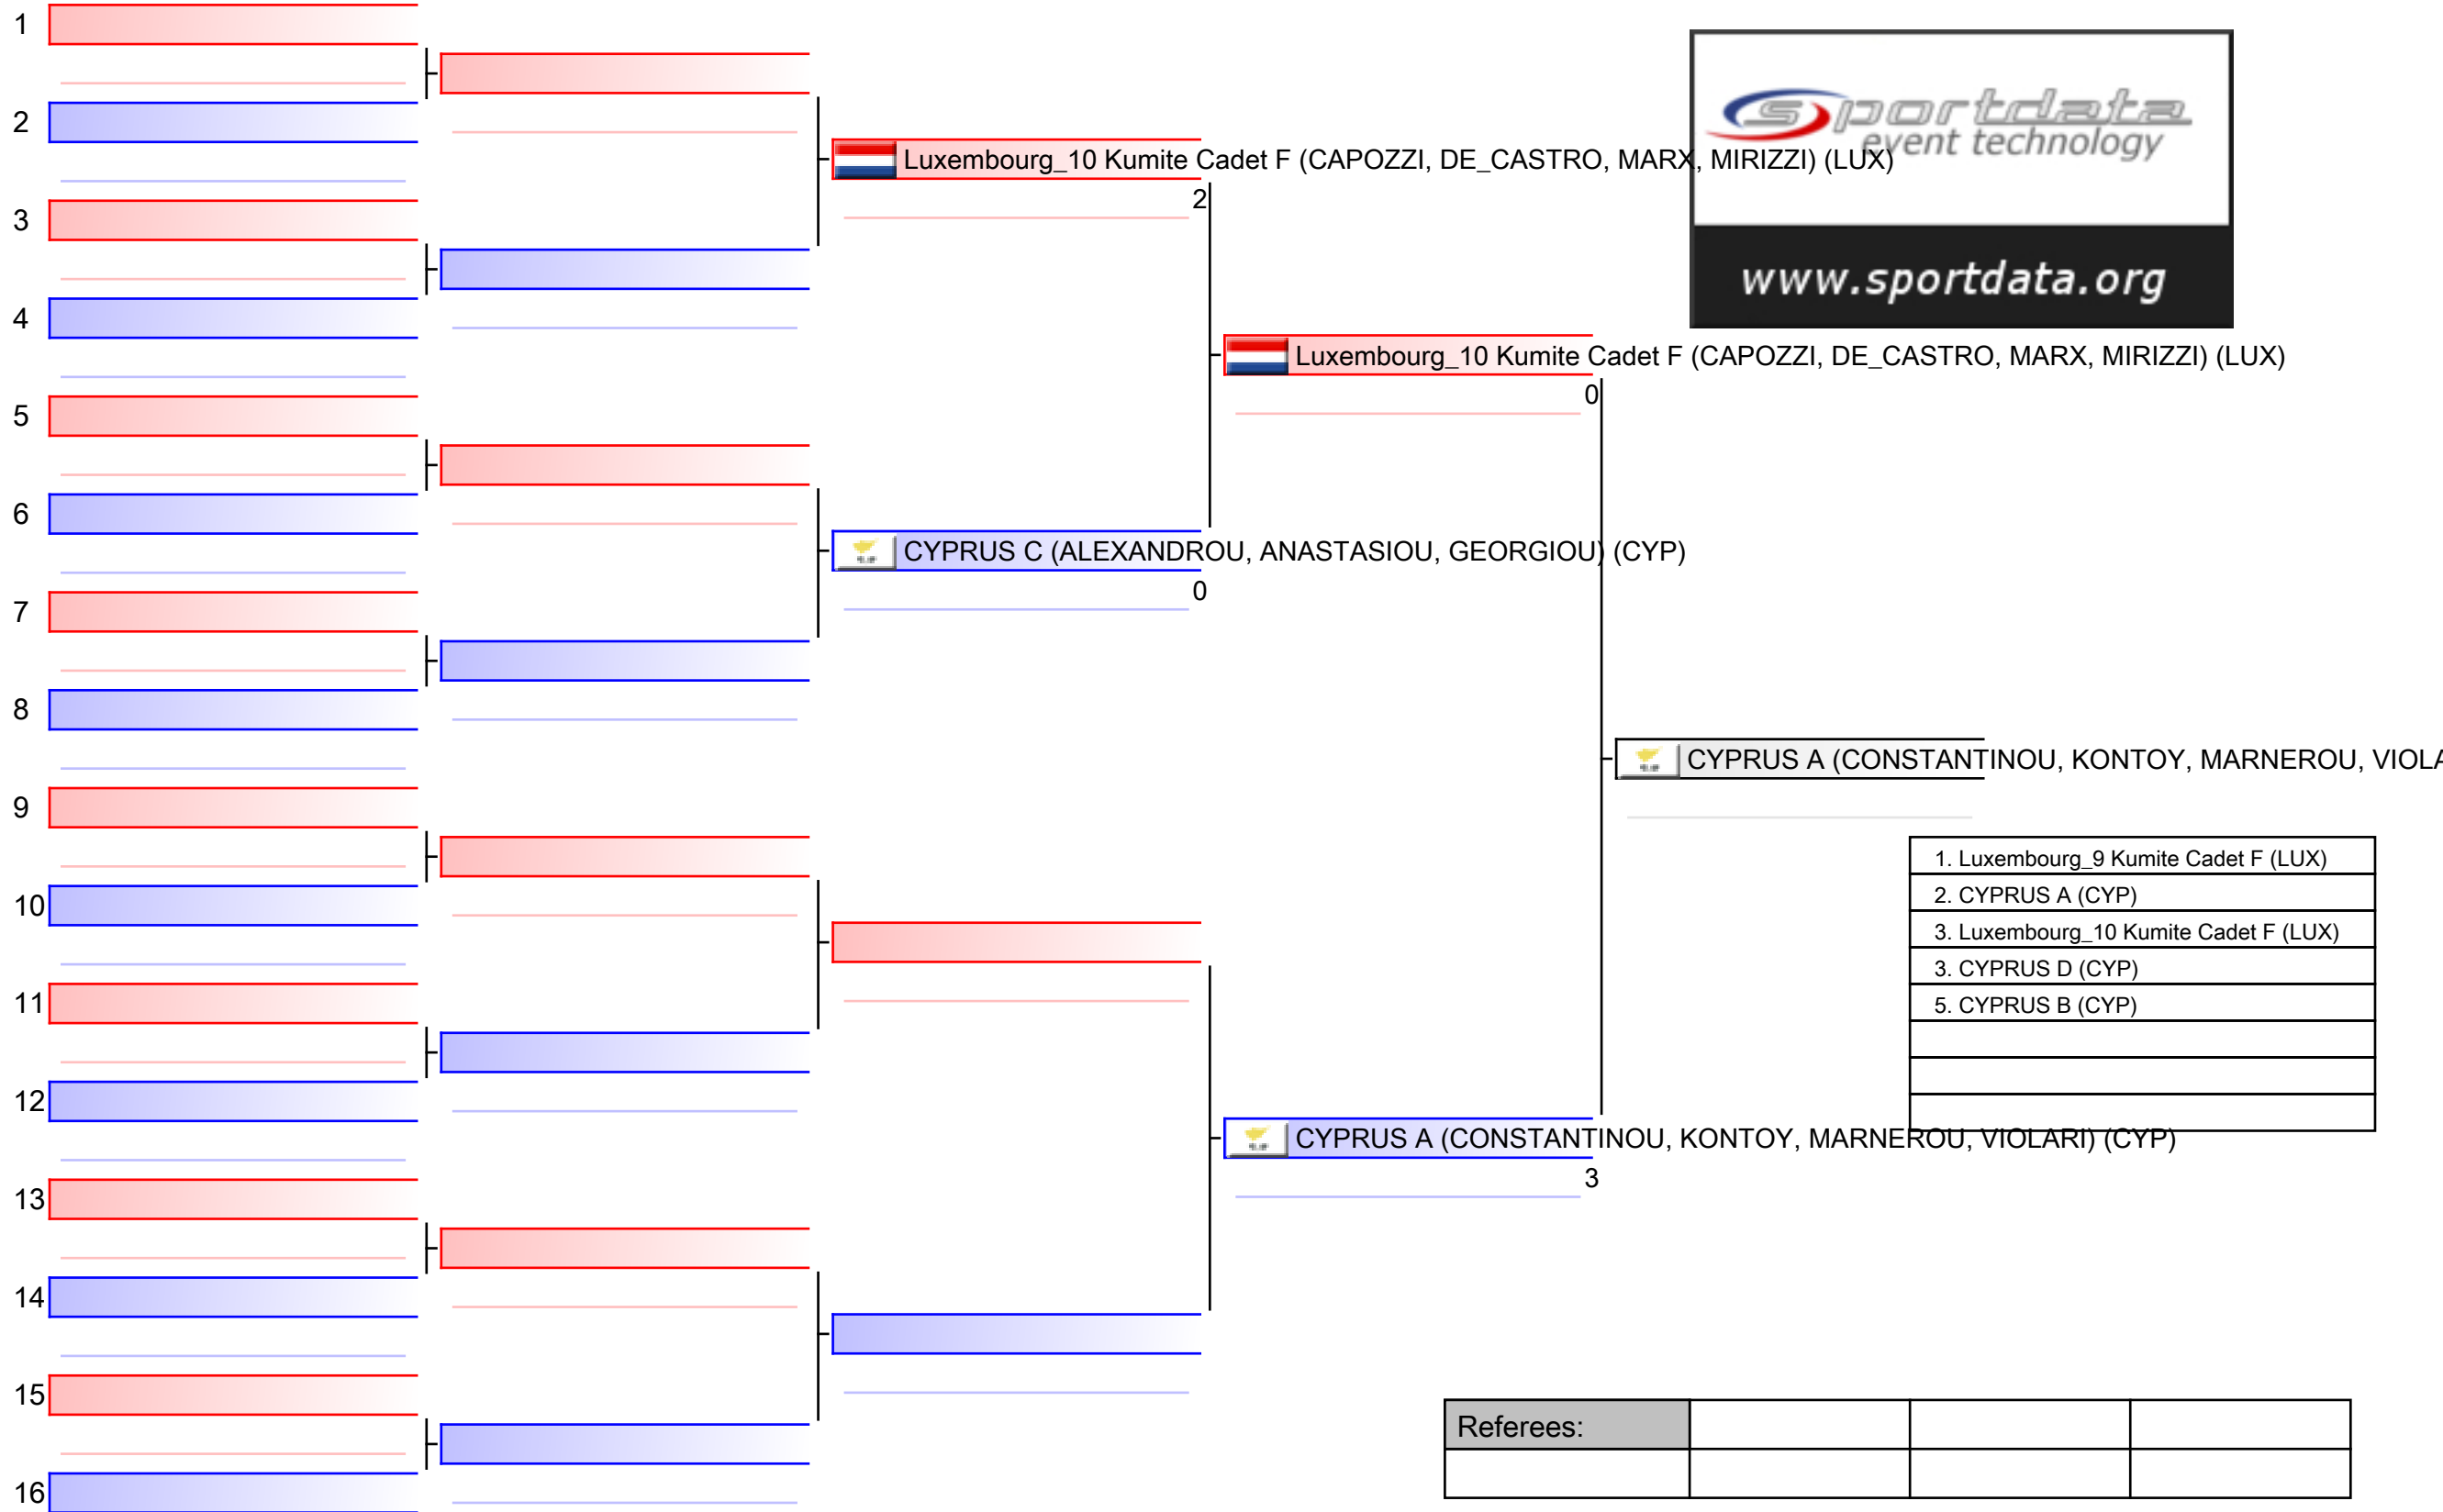 1
2
3
4
5
6
7
8
9
10
11
12
13
14
15
16
Luxembourg_10 Kumite Cadet F (CAPOZZI, DE_CASTRO, MARX, MIRIZZI) (LUX)
2
CYPRUS C (ALEXANDROU, ANASTASIOU, GEORGIOU) (CYP)
0
Luxembourg_10 Kumite Cadet F (CAPOZZI, DE_CASTRO, MARX, MIRIZZI) (LUX)
0
CYPRUS A (CONSTANTINOU, KONTOY, MARNEROU, VIOLARI) (CYP)
3
CYPRUS A (CONSTANTINOU, KONTOY, MARNEROU, VIOLA
sportdata
event technology
www.sportdata.org
1. Luxembourg_9 Kumite Cadet F (LUX)
2. CYPRUS A (CYP)
3. Luxembourg_10 Kumite Cadet F (LUX)
3. CYPRUS D (CYP)
5. CYPRUS B (CYP)
Referees: